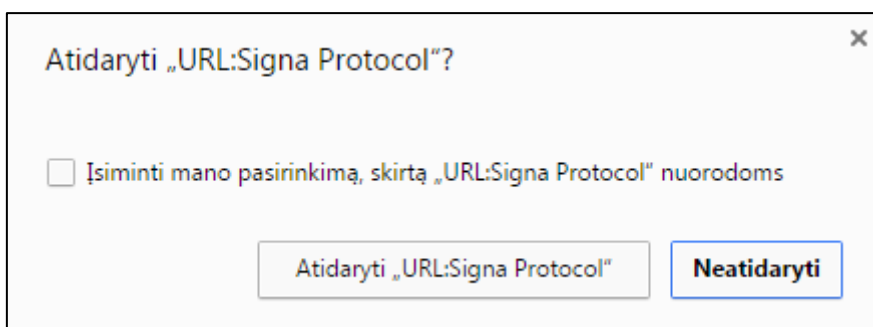 Atidaryti „URL:Signa Protocol“?
Įsiminti mano pasirinkimą, skirtą „URL:Signa Protocol“ nuorodoms
Atidaryti „URL:Signa Protocol“
Neatidaryti